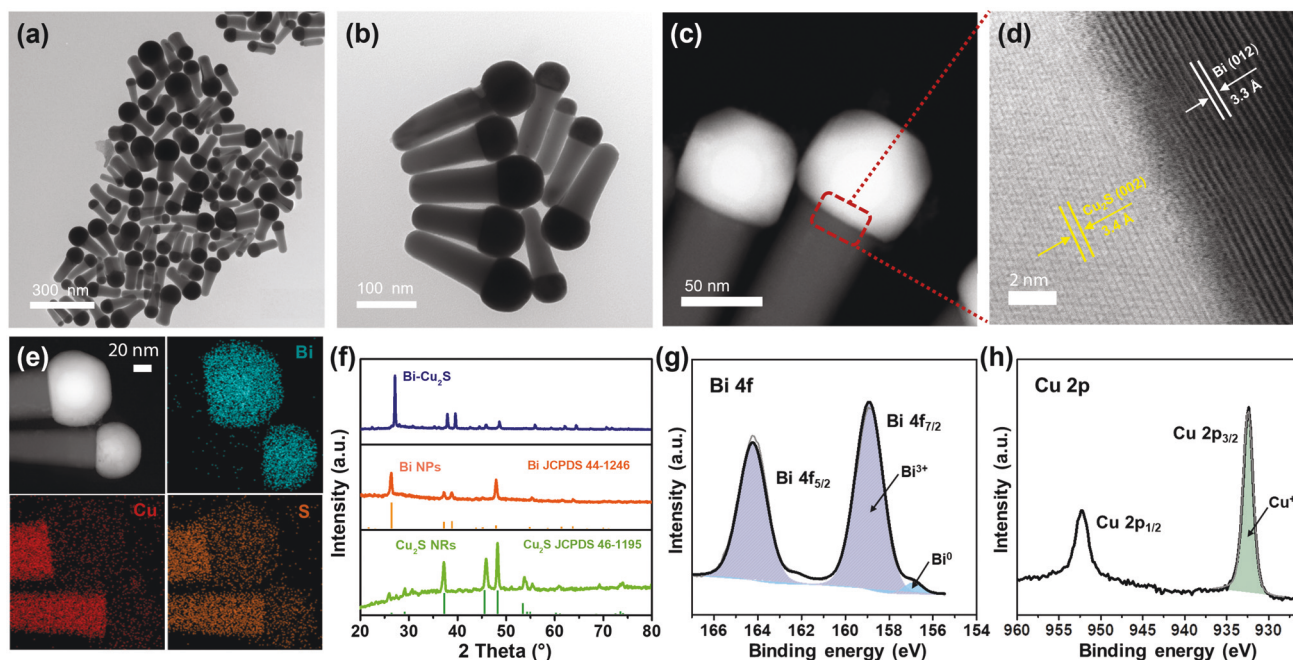 (a)
300 nm
(b)
100 nm
(c)
50 nm
(d)
Bi (012)
3.3 Å
Cu₂S (002)
3.4 Å
2 nm
(e)
20 nm
Bi
Cu
S
(f)
Bi-Cu₂S
Bi NPs
Bi JCPDS 44-1246
Cu₂S NRs
Cu₂S JCPDS 46-1195
Intensity (a.u.)
20 30 40 50 60 70 80
2 Theta (°)
(g)
Bi 4f
Bi 4f₇/₂
Bi³⁺
Bi 4f₅/₂
Bi⁰
Intensity (a.u.)
166 164 162 160 158 156 154
Binding energy (eV)
(h)
Cu 2p
Cu 2p₃/₂
Cu⁺
Cu 2p₁/₂
Intensity (a.u.)
960 955 950 945 940 935 930
Binding energy (eV)